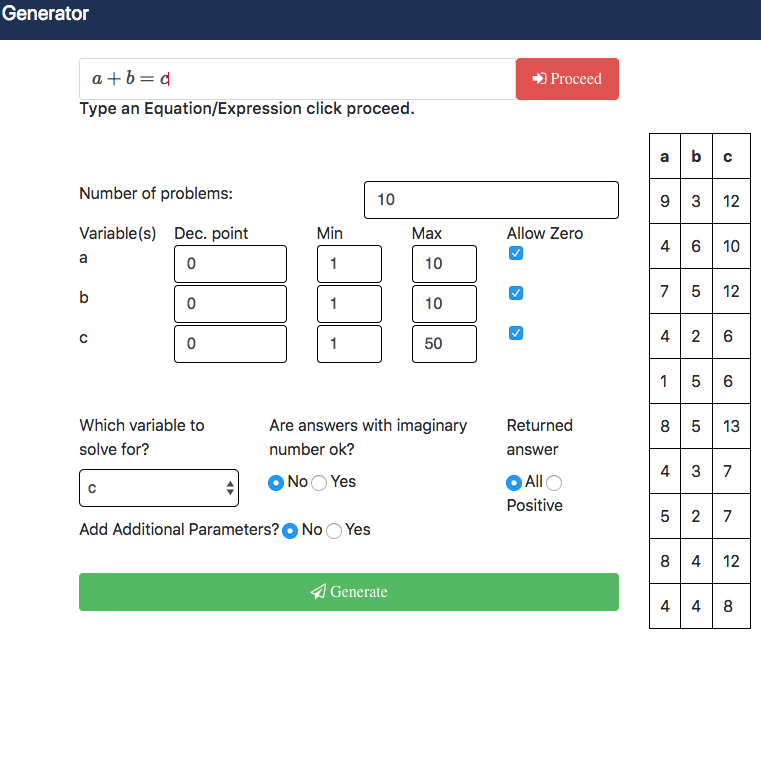 Generator
a + b = c
Proceed
Type an Equation/Expression click proceed.
Number of problems: 10
Variable(s) Dec. point Min Max Allow Zero
a 0 1 10
b 0 1 10
c 0 1 50
Which variable to
solve for?
c
Are answers with imaginary
number ok?
No Yes
Returned
answer
All
Positive
Add Additional Parameters? No Yes
Generate
a b c
9 3 12
4 6 10
7 5 12
4 2 6
1 5 6
8 5 13
4 3 7
5 2 7
8 4 12
4 4 8